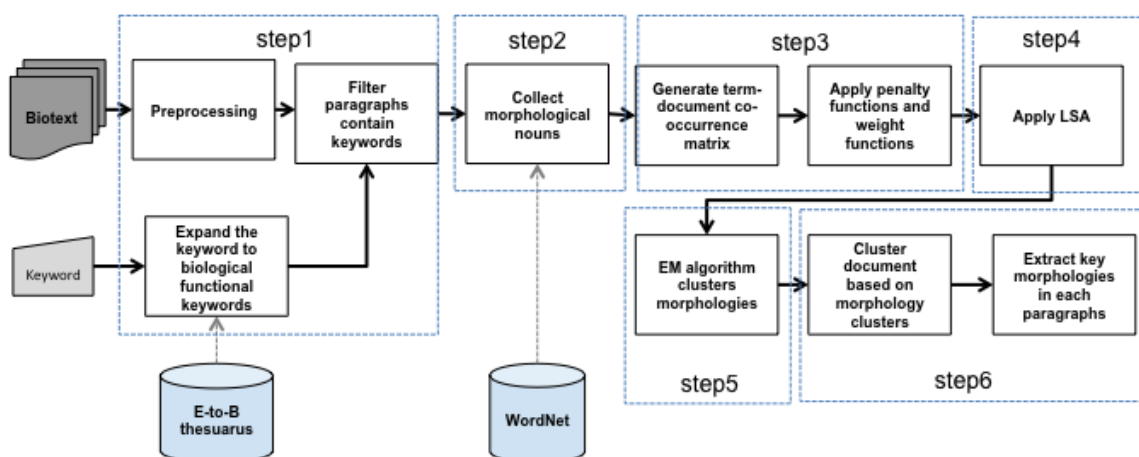 step1
step2
step3
step4
Biotext
Preprocessing
Filter
paragraphs
contain
keywords
Collect
morphological
nouns
Generate term-
document co-
occurrence
matrix
Apply penalty
functions and
weight
functions
Apply LSA
Keyword
Expand the
keyword to
biological
functional
keywords
EM algorithm
clusters
morphologies
Cluster
document
based on
morphology
clusters
Extract key
morphologies
in each
paragraphs
step5
step6
E-to-B
thesuarus
WordNet